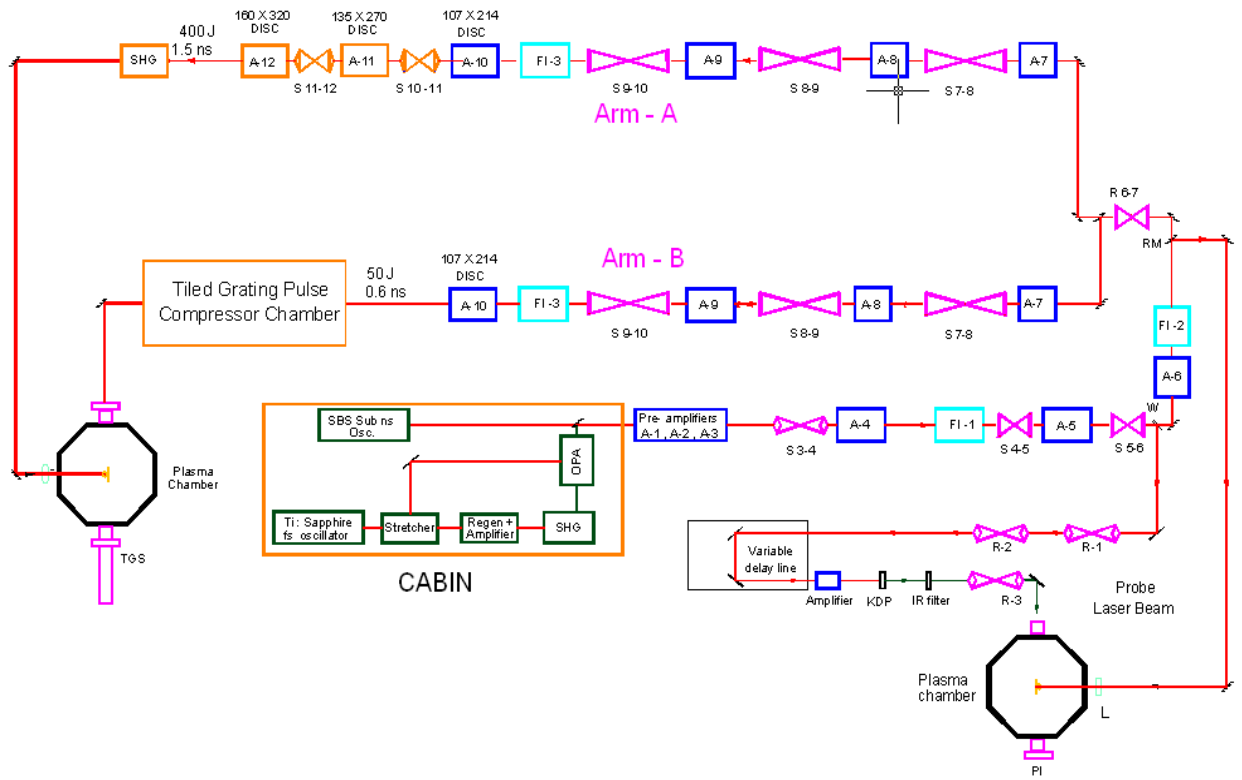 400J
1.5 ns
160 X 320
DISC
135 X 270
DISC
107 X 214
DISC
SHG
A-12
A-11
A-10
FI-3
A-9
A-8
A-7
S 11-12
S 10 -11
S 9-10
S 8-9
S 7-8
Arm - A
R 6-7
RM
Arm - B
Tiled Grating Pulse
Compressor Chamber
50J
0.6 ns
107 X 214
DISC
A-10
FI-3
A-9
A-8
A-7
S 9-10
S 8-9
S 7-8
FI-2
A-6
W
SBS Sub ns
Osc.
Pre- amplifiers
A-1 , A-2 , A-3
S 3-4
A-4
FI-1
S 4-5
A-5
S 5-6
OPA
Plasma
Chamber
TGS
Ti : Sapphire
fs oscillator
Stretcher
Regen +
Amplifier
SHG
CABIN
Variable
delay line
R-2
R-1
Amplifier
KDP
IR filter
R-3
Probe
Laser Beam
Plasma
chamber
L
PI